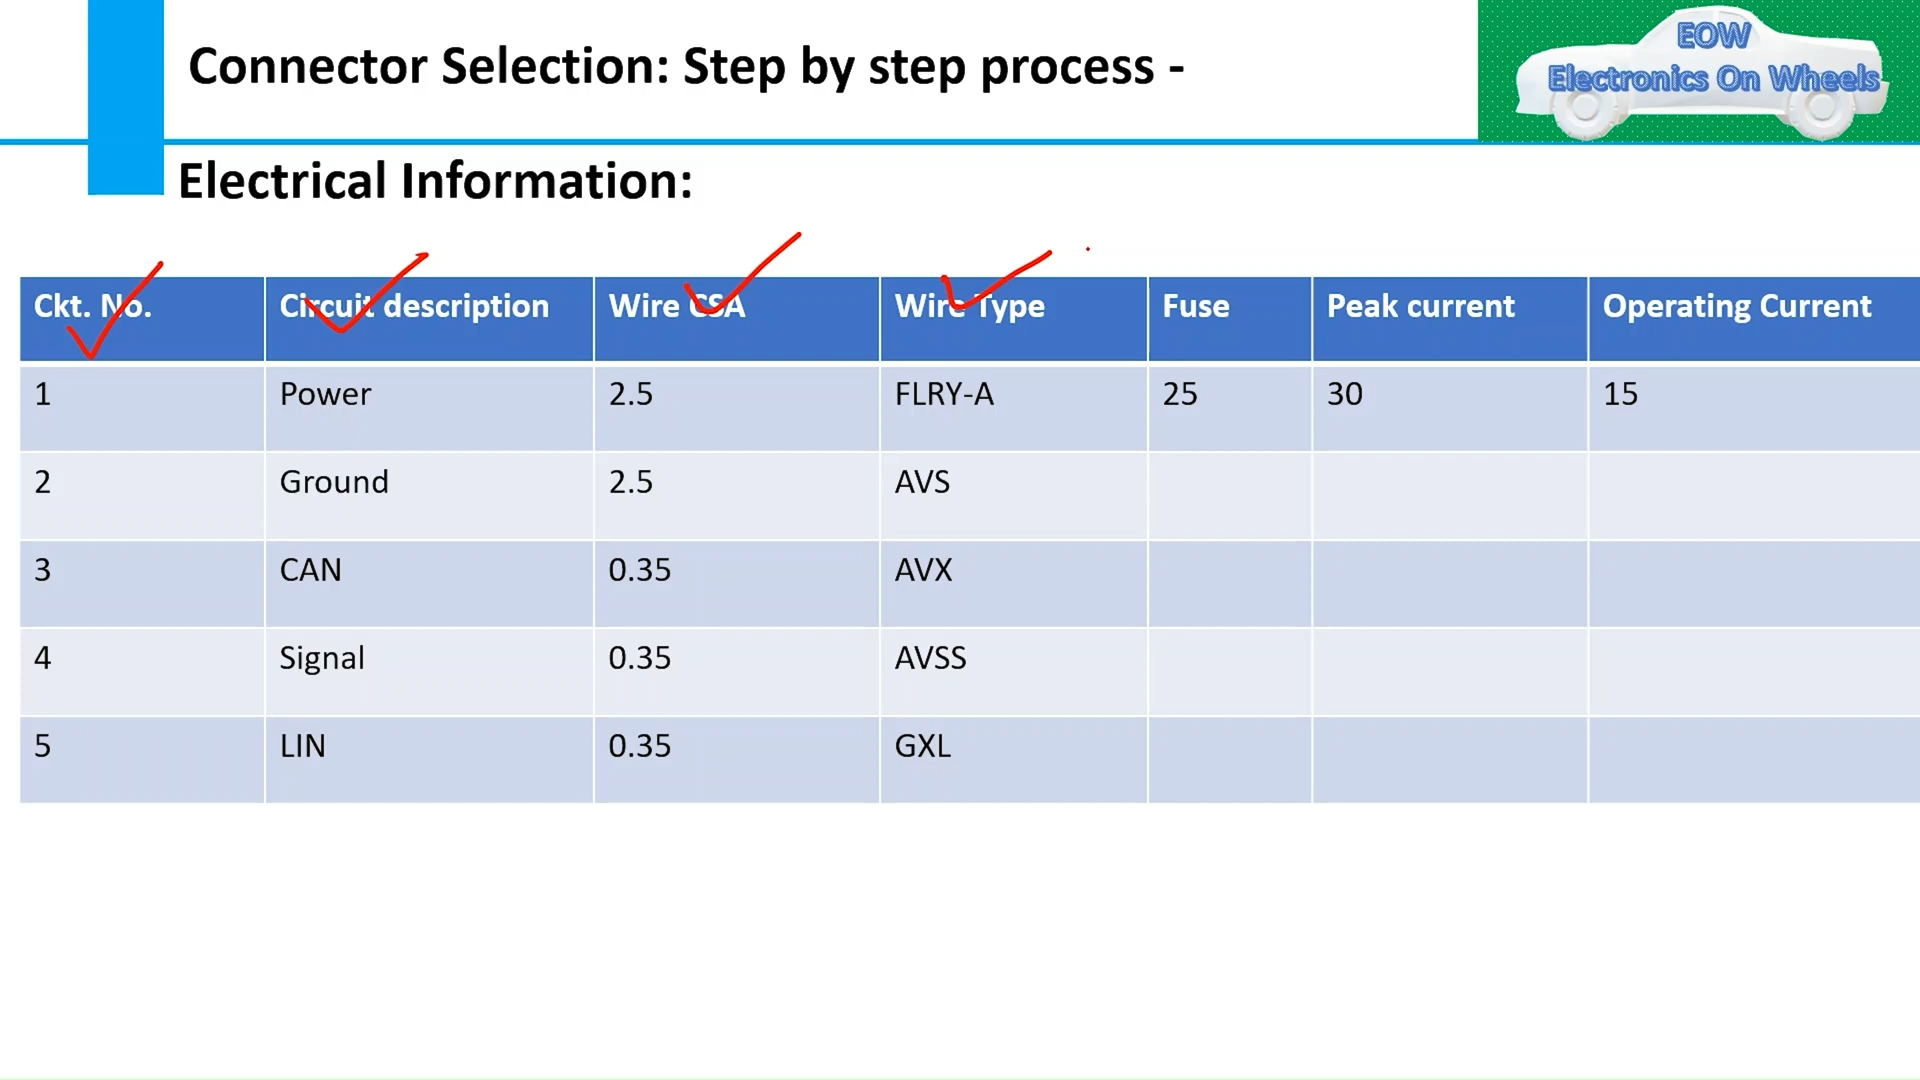 Connector Selection: Step by step process -
EOW
Electronics On Wheels
Electrical Information:
Ckt. No. Circuit description Wire CSA Wire Type Fuse Peak current Operating Current
1 Power 2.5 FLRY-A 25 30 15
2 Ground 2.5 AVS
3 CAN 0.35 AVX
4 Signal 0.35 AVSS
5 LIN 0.35 GXL